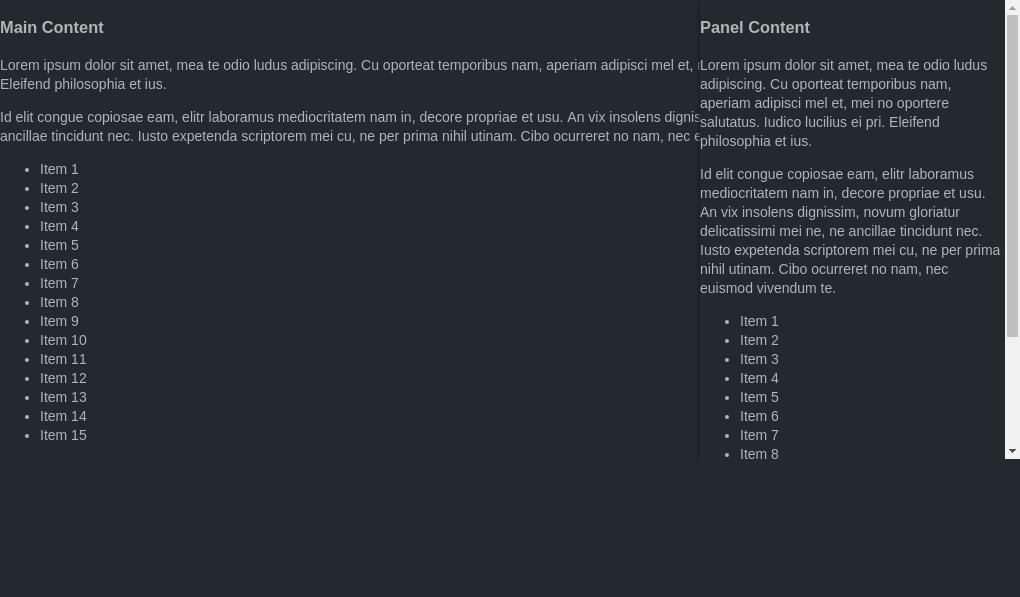 Main Content
Lorem ipsum dolor sit amet, mea te odio ludus adipiscing. Cu oporteat temporibus nam, aperiam adipisci mel et,
Eleifend philosophia et ius.
Id elit congue copiosae eam, elitr laboramus mediocritatem nam in, decore propriae et usu. An vix insolens
ancillae tincidunt nec. Iusto expetenda scriptorem mei cu, ne per prima nihil utinam. Cibo ocurreret no nam, nec
Item 1
Item 2
Item 3
Item 4
Item 5
Item 6
Item 7
Item 8
Item 9
Item 10
Item 11
Item 12
Item 13
Item 14
Item 15
Panel Content
Lorem ipsum dolor sit amet, mea te odio ludus
adipiscing. Cu oporteat temporibus nam,
aperiam adipisci mel et, mei no oportere
salutatus. Iudico lucilius ei pri. Eleifend
philosophia et ius.
Id elit congue copiosae eam, elitr laboramus
mediocritatem nam in, decore propriae et usu.
An vix insolens dignissim, novum gloriatur
delicatissimi mei ne, ne ancillae tincidunt nec.
Iusto expetenda scriptorem mei cu, ne per prima
nihil utinam. Cibo ocurreret no nam, nec
euismod vivendum te.
Item 1
Item 2
Item 3
Item 4
Item 5
Item 6
Item 7
Item 8